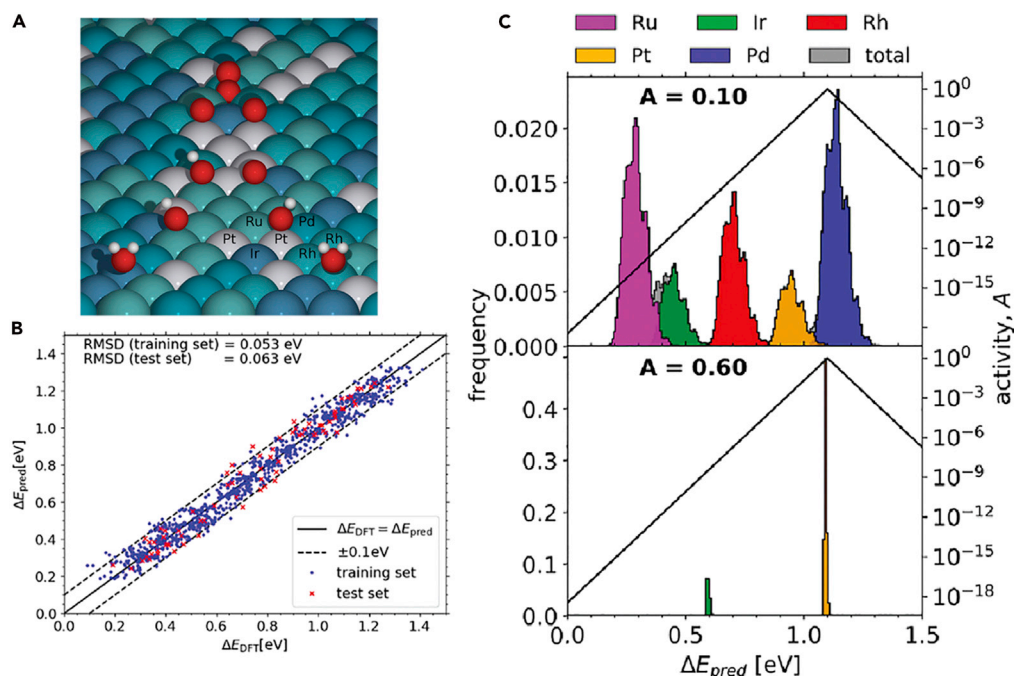 A
Ru
Pd
Pt
Pt
Rh
Ir
Rh
B
RMSD (training set) = 0.053 eV
RMSD (test set) = 0.063 eV
1.4
1.2
1.0
0.8
0.6
0.4
0.2
0.0
ΔE_pred[eV]
ΔE_DFT = ΔE_pred
±0.1eV
training set
test set
0.0 0.2 0.4 0.6 0.8 1.0 1.2 1.4
ΔE_DFT[eV]
C
Ru Ir Rh
Pt Pd total
A = 0.10
0.020
0.015
0.010
0.005
0.000
10^0
10^-3
10^-6
10^-9
10^-12
10^-15
frequency
activity, A
A = 0.60
0.4
0.3
0.2
0.1
0.0
10^0
10^-3
10^-6
10^-9
10^-12
10^-15
10^-18
0.0 0.5 1.0 1.5
ΔE_pred [eV]